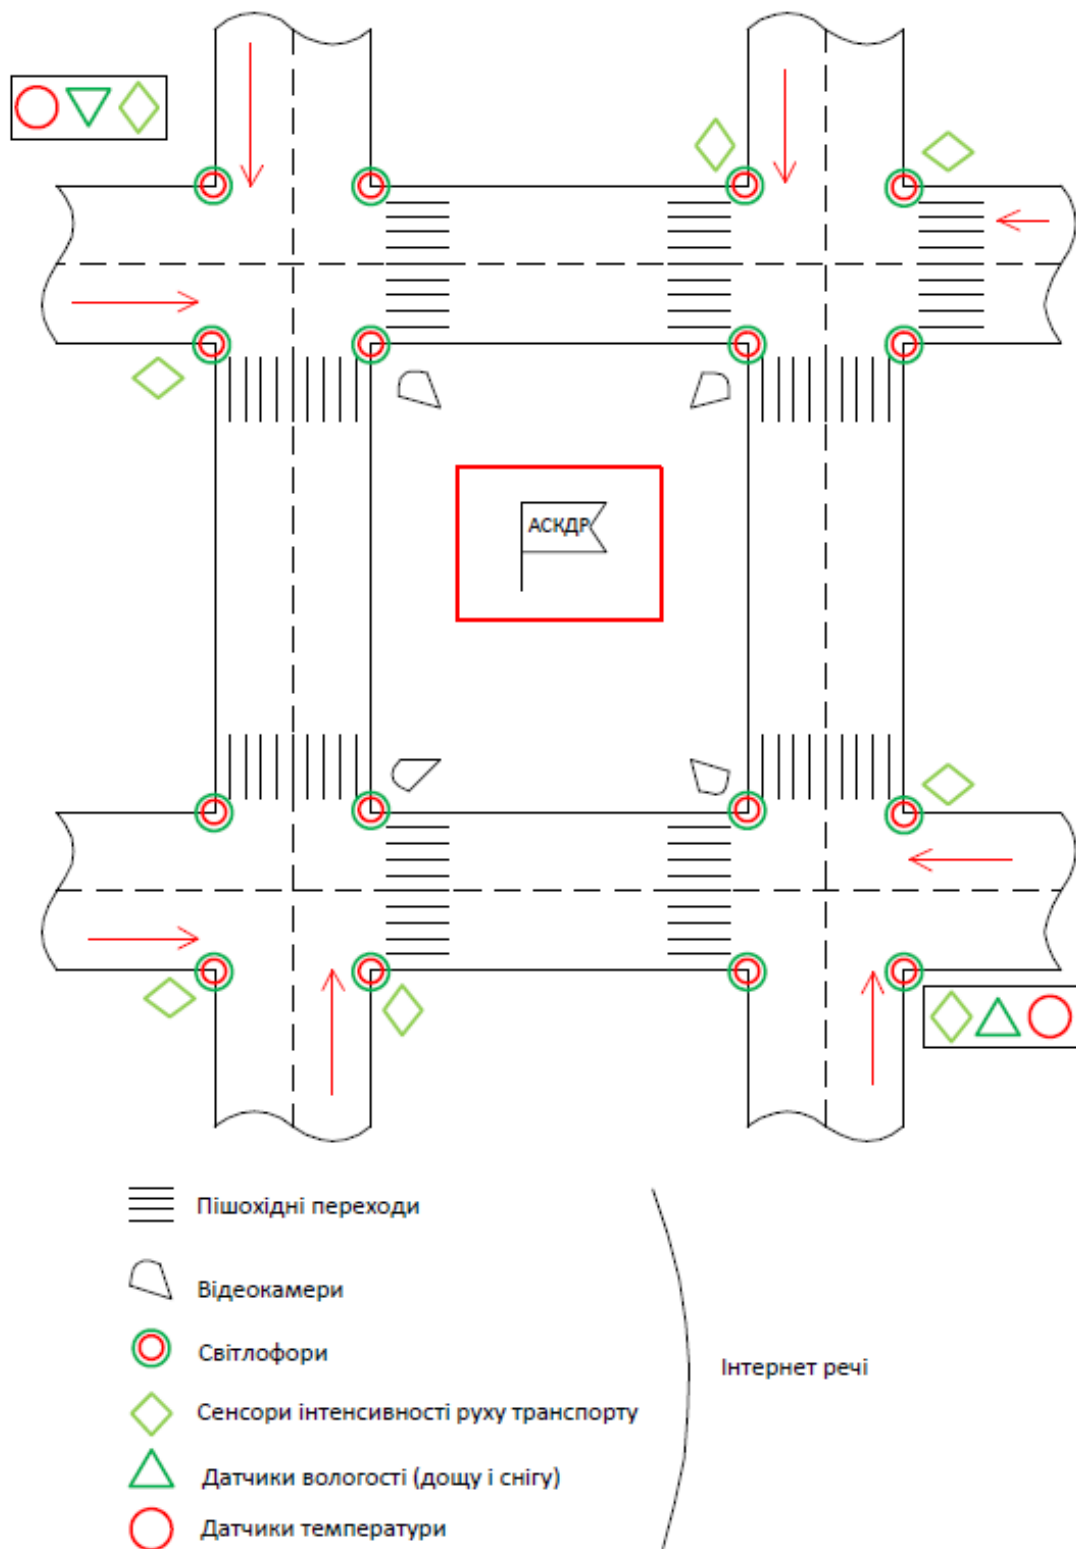 АСКДР
Пішохідні переходи
Відеокамери
Світлофори
Інтернет речі
Сенсори інтенсивності руху транспорту
Датчики вологості (дощу і снігу)
Датчики температури